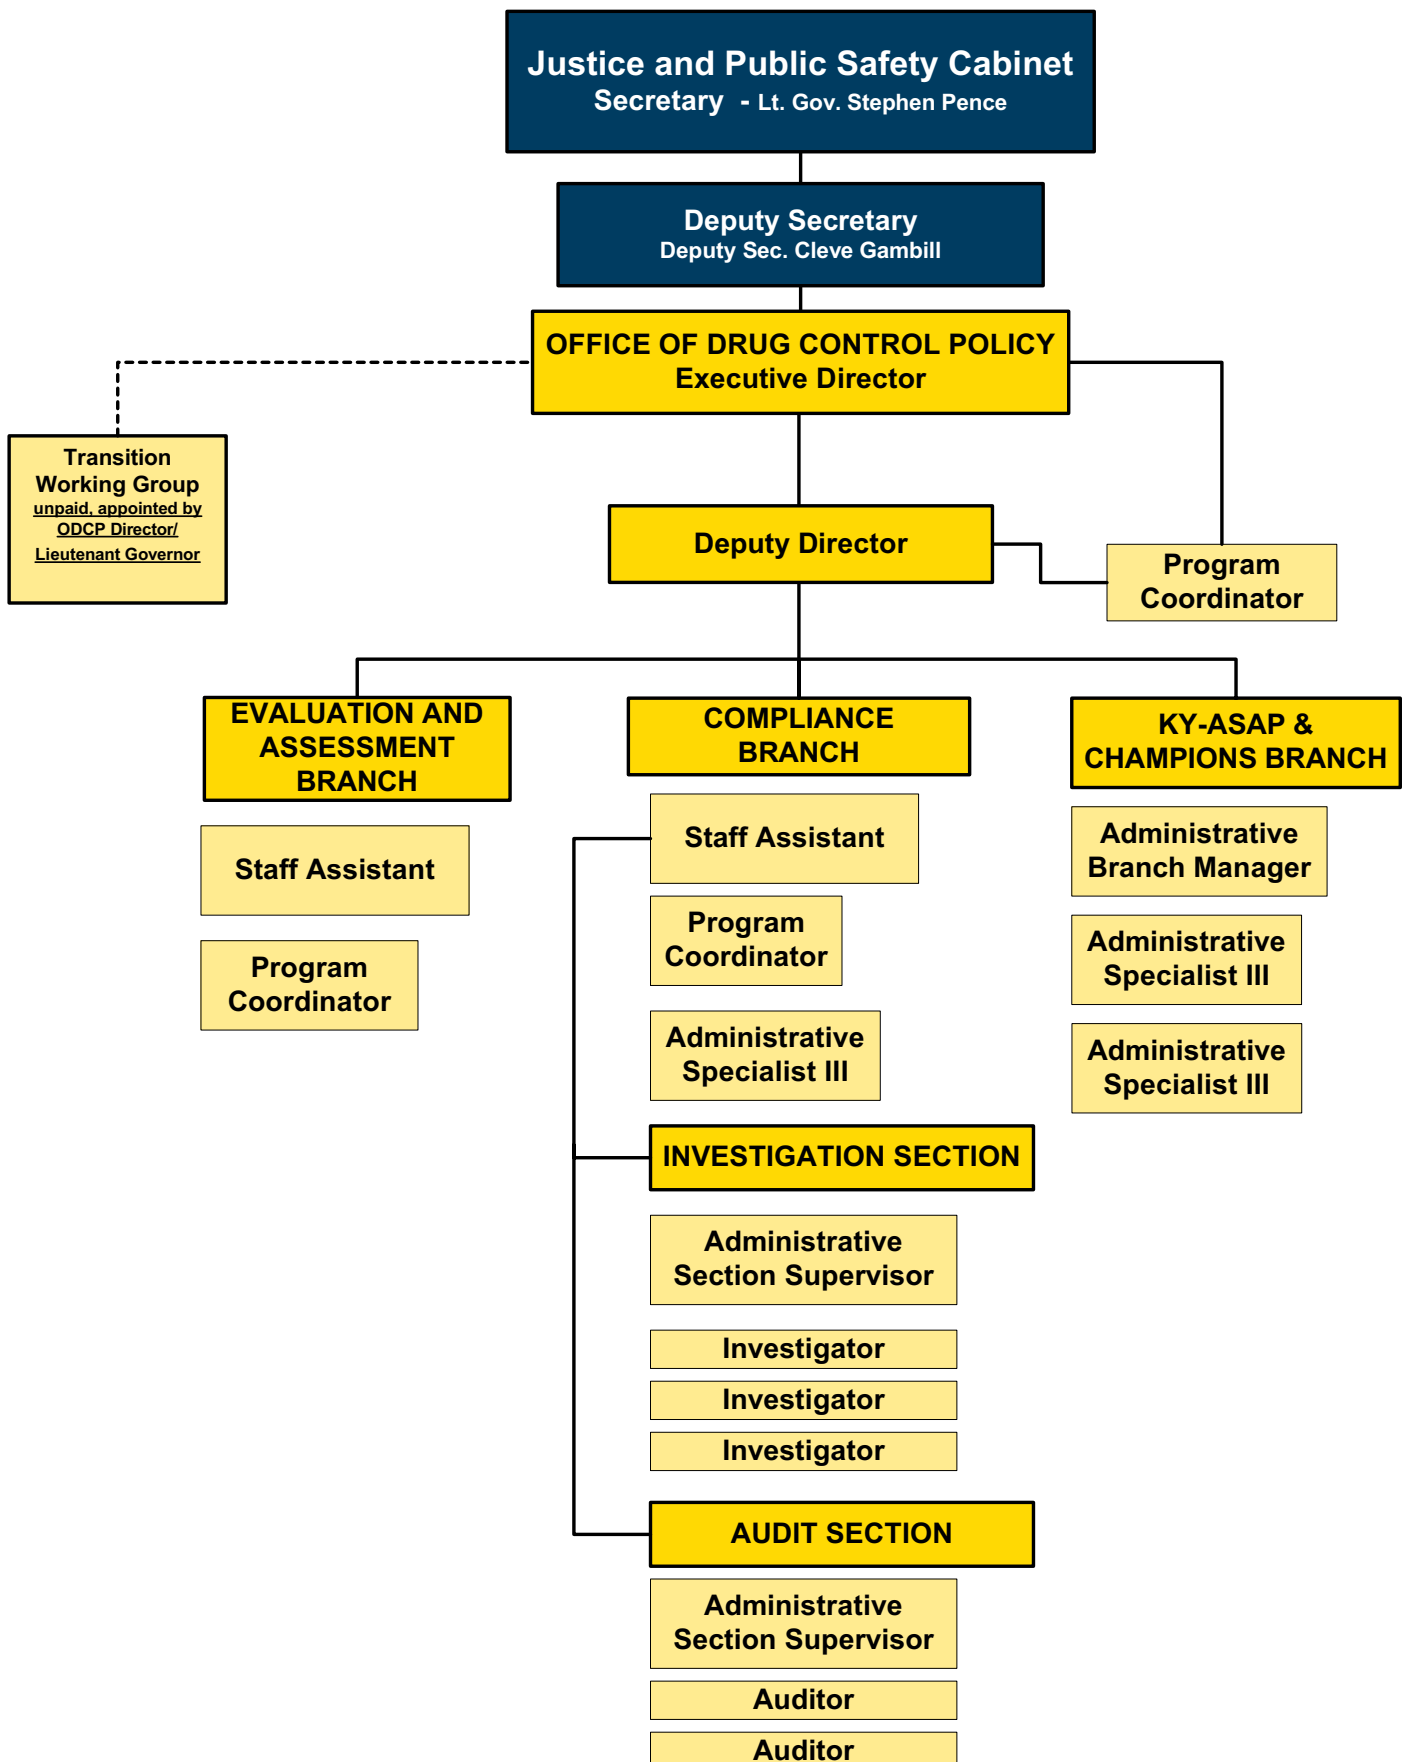 Justice and Public Safety Cabinet
Secretary - Lt. Gov. Stephen Pence
Deputy Secretary
Deputy Sec. Cleve Gambill
OFFICE OF DRUG CONTROL POLICY
Executive Director
Transition
Working Group
unpaid, appointed by
ODCP Director/
Lieutenant Governor
Deputy Director
Program
Coordinator
EVALUATION AND
ASSESSMENT
BRANCH
Staff Assistant
Program
Coordinator
COMPLIANCE
BRANCH
Staff Assistant
Program
Coordinator
Administrative
Specialist III
INVESTIGATION SECTION
Administrative
Section Supervisor
Investigator
Investigator
Investigator
AUDIT SECTION
Administrative
Section Supervisor
Auditor
Auditor
KY-ASAP &
CHAMPIONS BRANCH
Administrative
Branch Manager
Administrative
Specialist III
Administrative
Specialist III